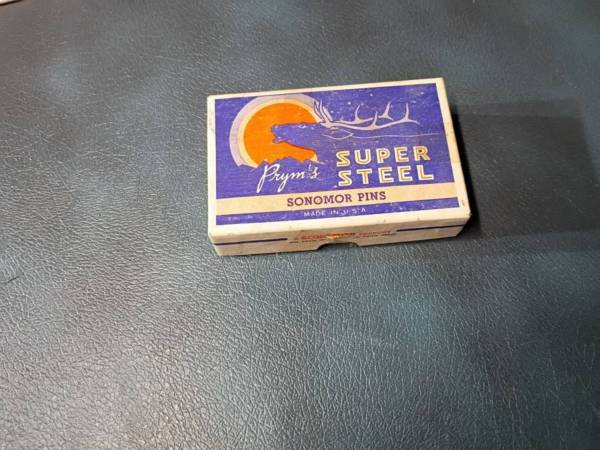 Prym's
SUPER
STEEL
SONOMOR PINS
MADE IN U.S.A.